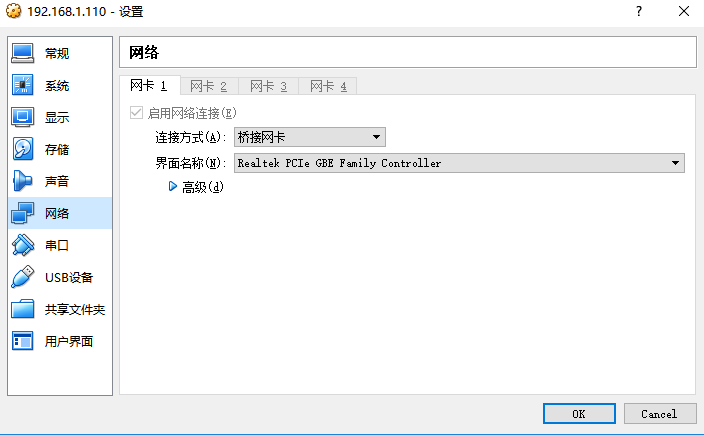 192.168.1.110 - 设置
?
常规
系统
显示
存储
声音
网络
串口
USB设备
共享文件夹
用户界面
网络
网卡 1
网卡 2
网卡 3
网卡 4
启用网络连接(E)
连接方式(A):
桥接网卡
界面名称(N):
Realtek PCIe GBE Family Controller
高级(d)
OK
Cancel